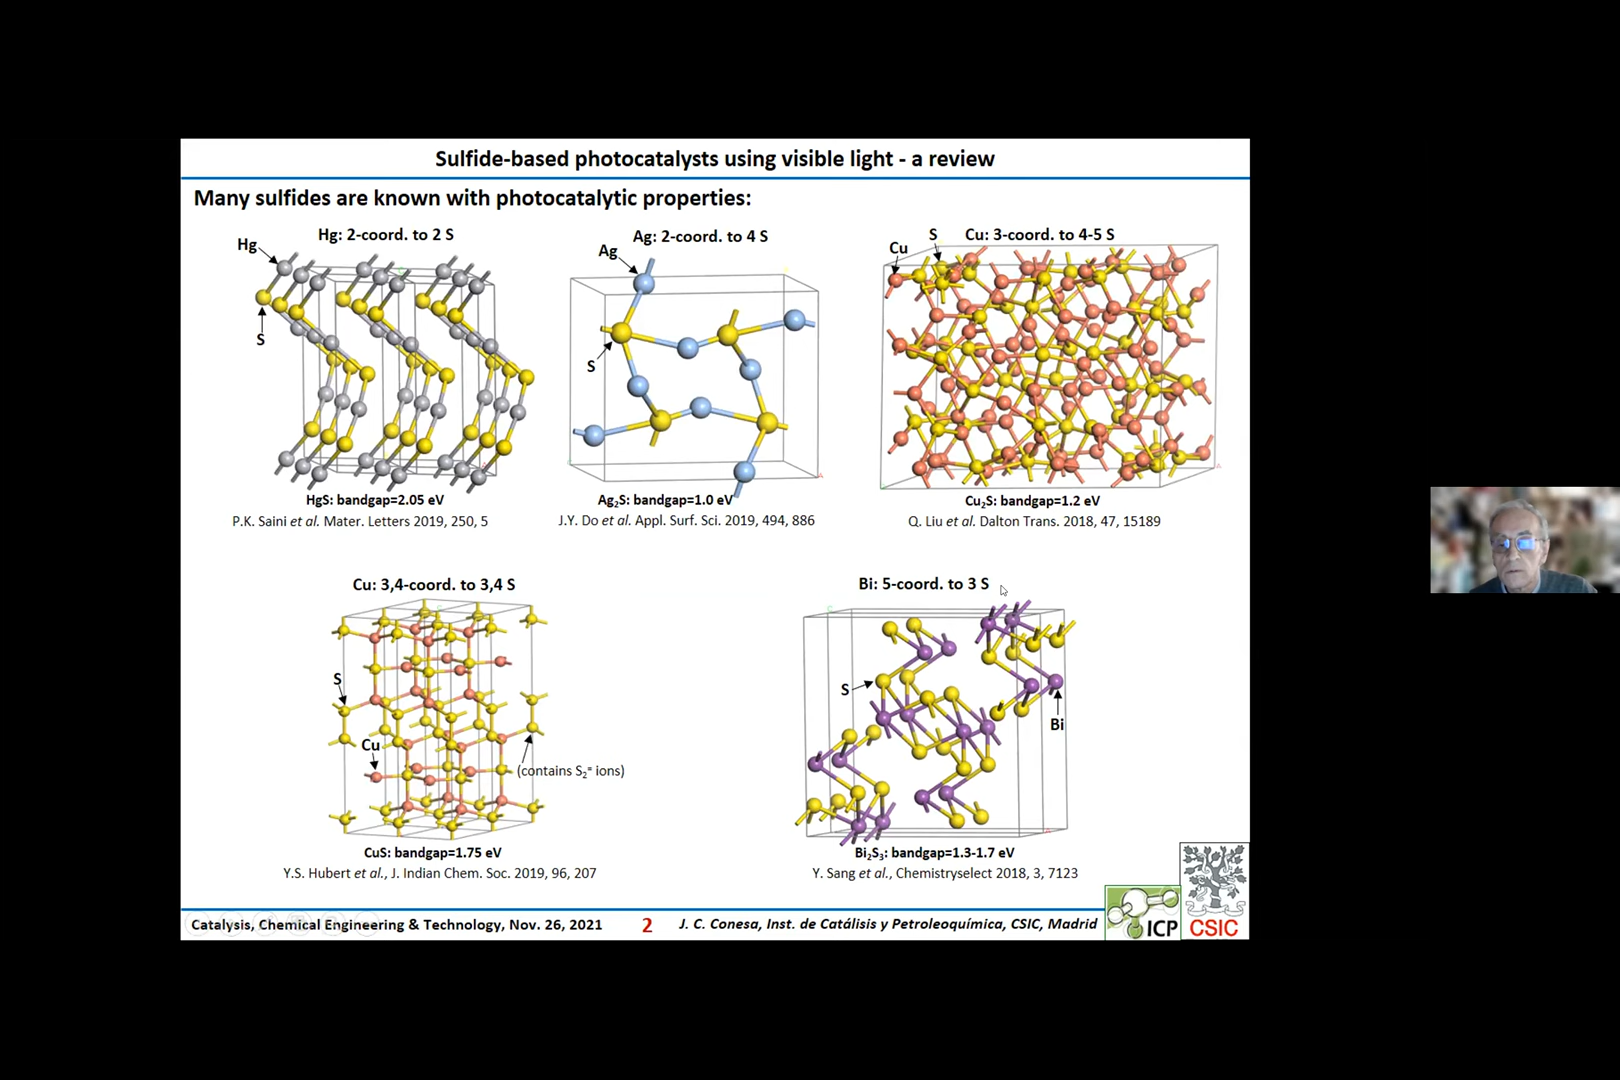 Sulfide-based photocatalysts using visible light - a review
Many sulfides are known with photocatalytic properties:
Hg: 2-coord. to 2 S
Hg
S
HgS: bandgap=2.05 eV
P.K. Saini et al. Mater. Letters 2019, 250, 5
Ag: 2-coord. to 4 S
Ag
S
Ag₂S: bandgap=1.0 eV
J.Y. Do et al. Appl. Surf. Sci. 2019, 494, 886
Cu: 3-coord. to 4-5 S
Cu
S
Cu₂S: bandgap=1.2 eV
Q. Liu et al. Dalton Trans. 2018, 47, 15189
Cu: 3,4-coord. to 3,4 S
S
Cu
(contains S₂⁼ ions)
CuS: bandgap=1.75 eV
Y.S. Hubert et al., J. Indian Chem. Soc. 2019, 96, 207
Bi: 5-coord. to 3 S
S
Bi
Bi₂S₃: bandgap=1.3-1.7 eV
Y. Sang et al., Chemistryselect 2018, 3, 7123
Catalysis, Chemical Engineering & Technology, Nov. 26, 2021
2
J. C. Conesa, Inst. de Catálisis y Petroleoquímica, CSIC, Madrid
ICP
CSIC